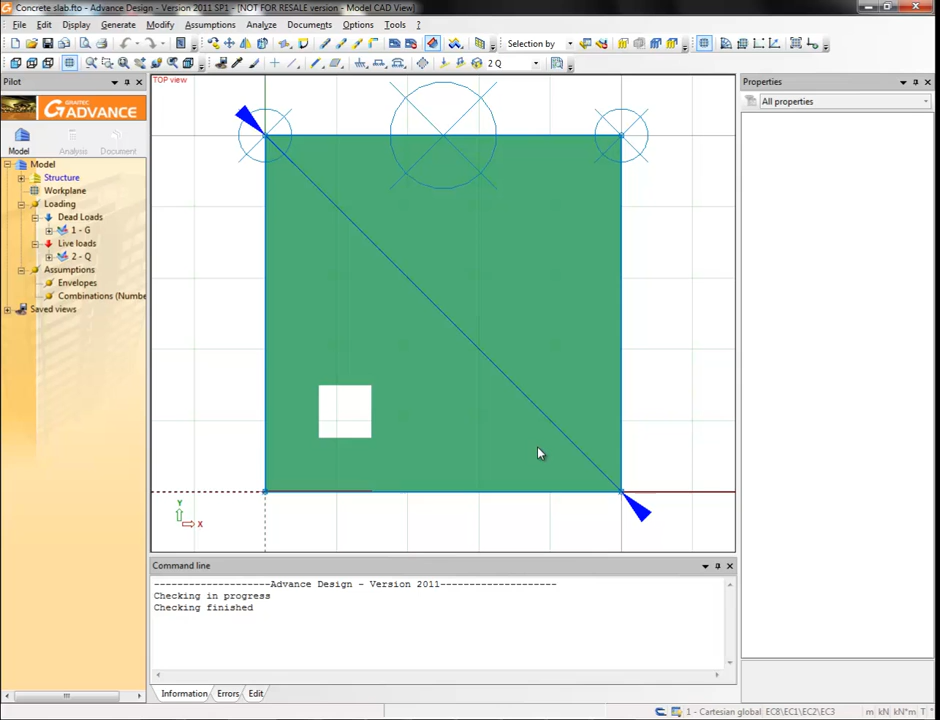 Concrete slab.fto - Advance Design - Version 2011 SP1 - [NOT FOR RESALE version - Model CAD View]
File Edit Display Generate Modify Assumptions Analyze Documents Options Tools ?
Selection by
2 Q
Pilot
TOP view
Properties
GRAITEC
ADVANCE
All properties
Model Analysis Document
Model
Structure
Workplane
Loading
Dead Loads
1 - G
Live loads
2 - Q
Assumptions
Envelopes
Combinations (Numbe
Saved views
Y
X
Command line
--------------------Advance Design - Version 2011--------------------
Checking in progress
Checking finished
Information Errors Edit
1 - Cartesian global EC8\EC1\EC2\EC3 m kN kN*m T °